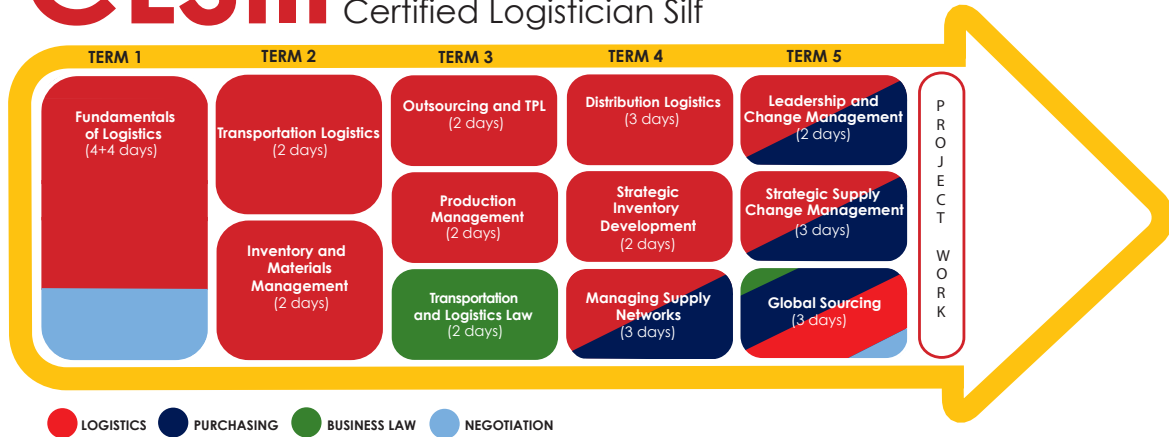 Certified Logistician Silf
TERM 1
TERM 2
TERM 3
TERM 4
TERM 5
Fundamentals
of Logistics
(4+4 days)
Transportation Logistics
(2 days)
Inventory and
Materials
Management
(2 days)
Outsourcing and TPL
(2 days)
Production
Management
(2 days)
Transportation
and Logistics Law
(2 days)
Distribution Logistics
(3 days)
Strategic
Inventory
Development
(2 days)
Managing Supply
Networks
(3 days)
Leadership and
Change Management
(2 days)
Strategic Supply
Change Management
(3 days)
Global Sourcing
(3 days)
PROJECT WORK
LOGISTICS
PURCHASING
BUSINESS LAW
NEGOTIATION